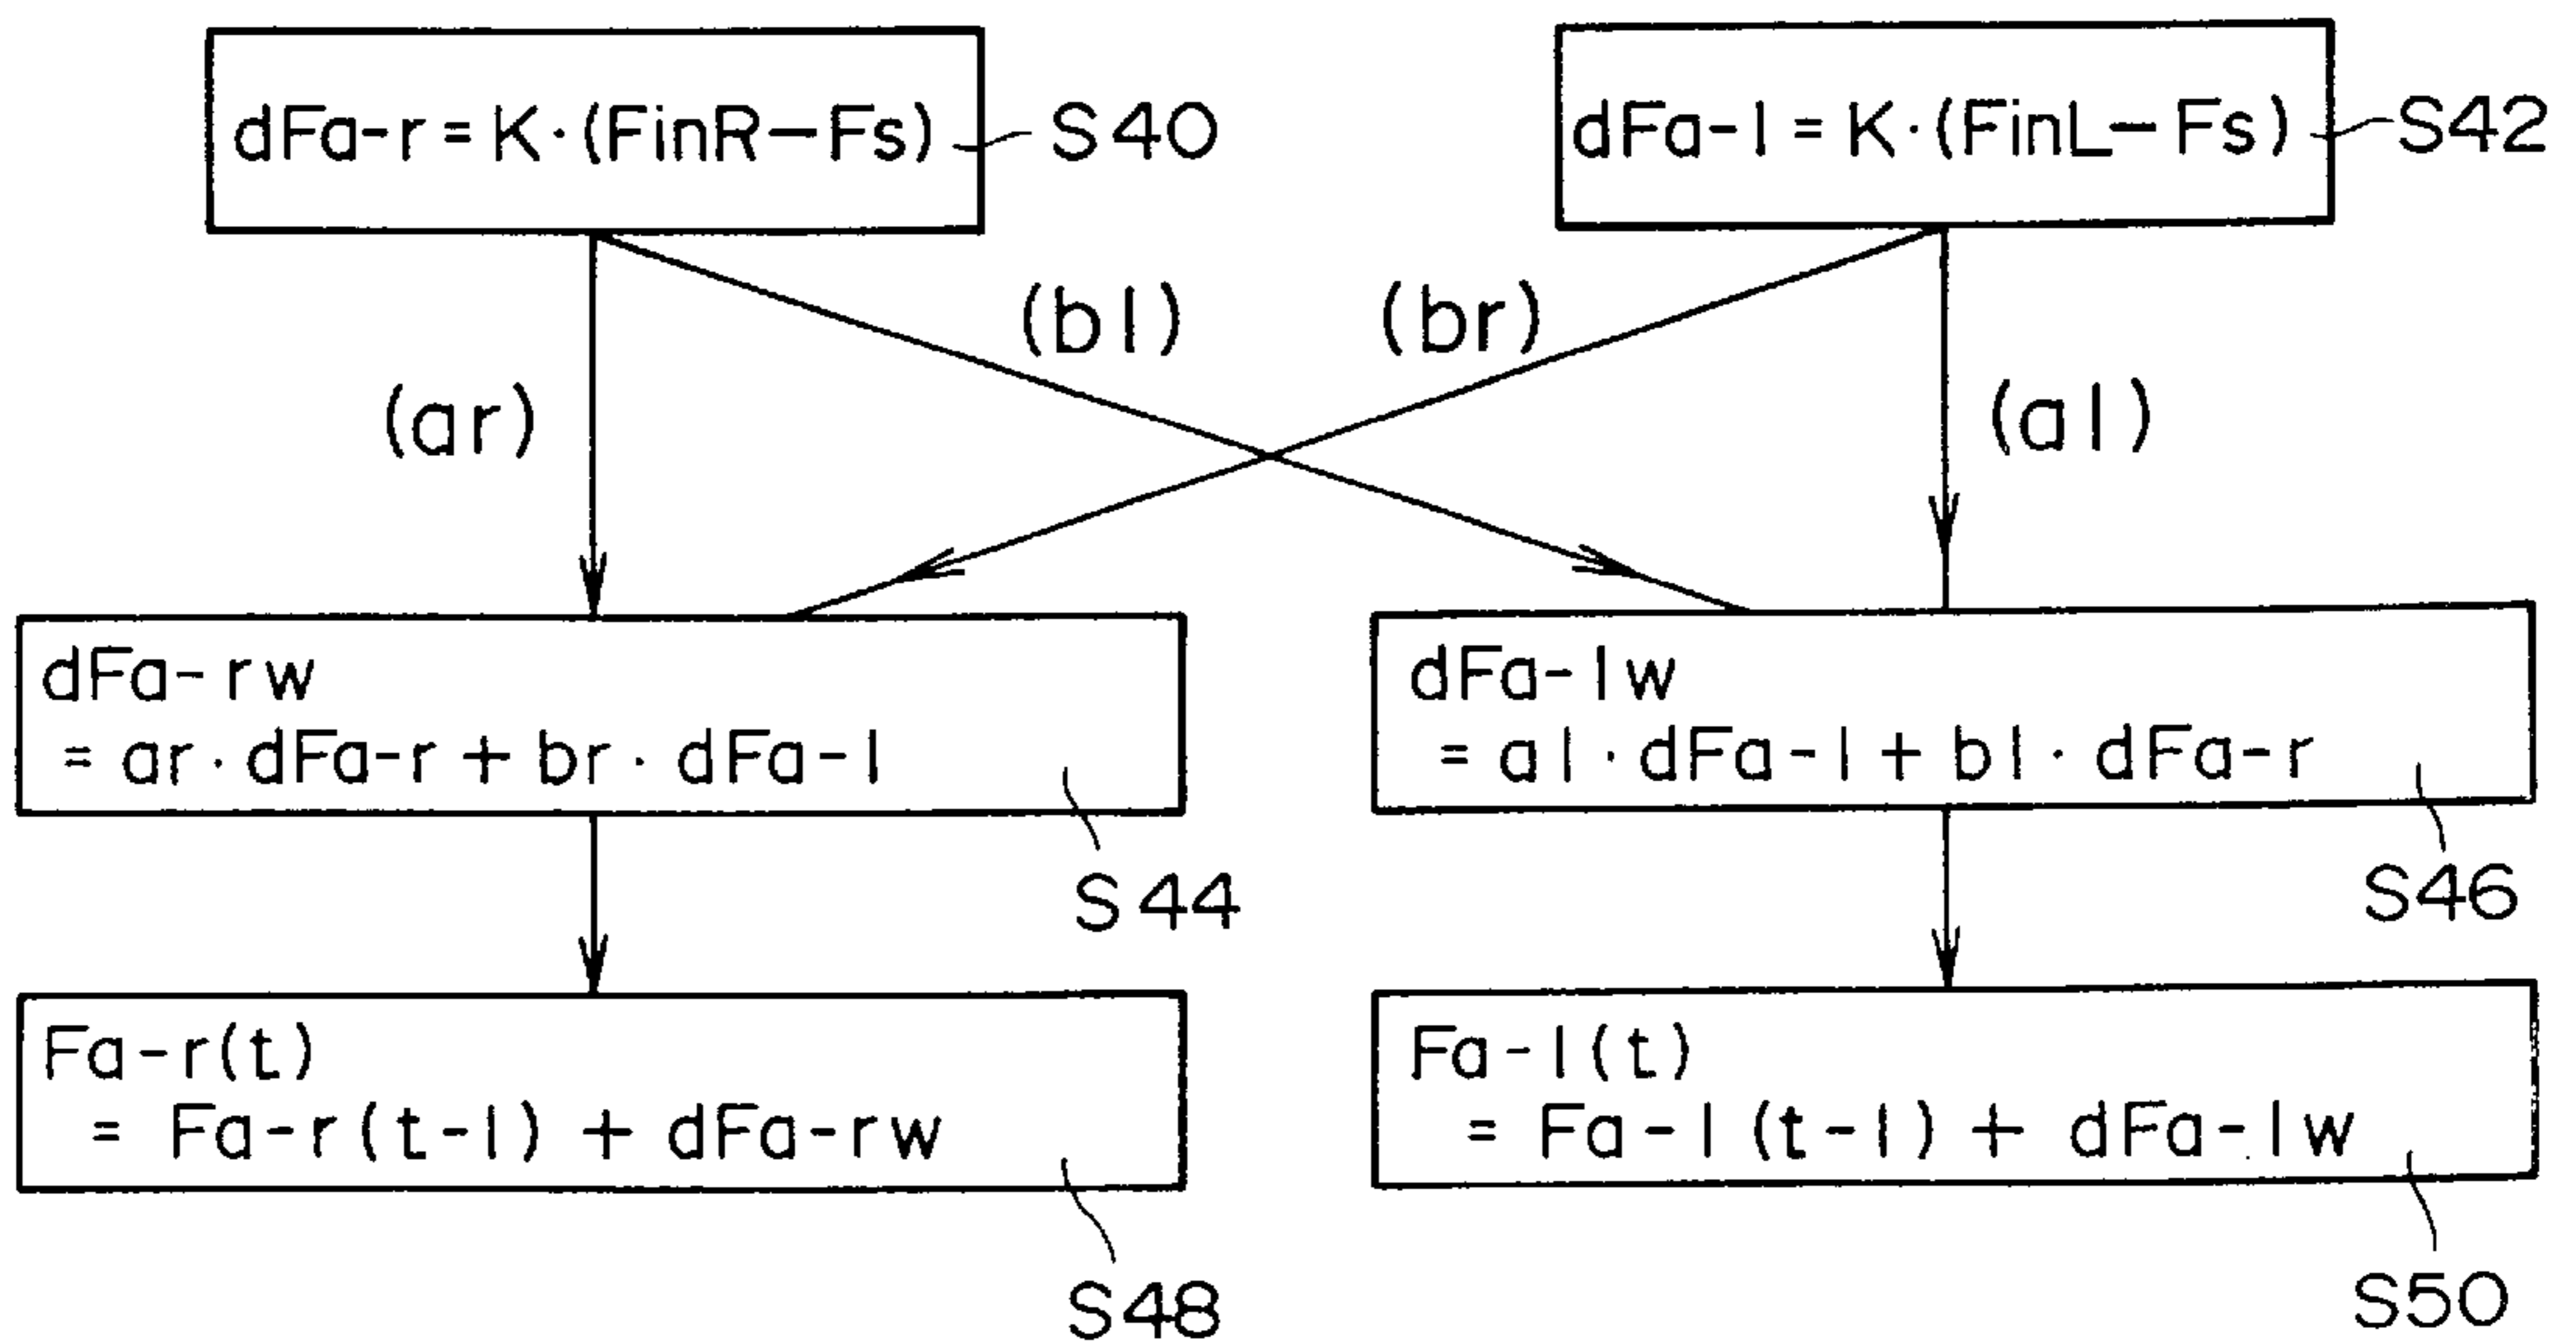 dFa-r = K·(FinR-Fs) S40
dFa-l = K·(FinL-Fs) S42
(bl) (br)
(ar) (al)
dFa-rw
= ar·dFa-r + br·dFa-l
S44
dFa-lw
= al·dFa-l + bl·dFa-r
S46
Fa-r(t)
= Fa-r(t-1) + dFa-rw
S48
Fa-l(t)
= Fa-l(t-1) + dFa-lw
S50